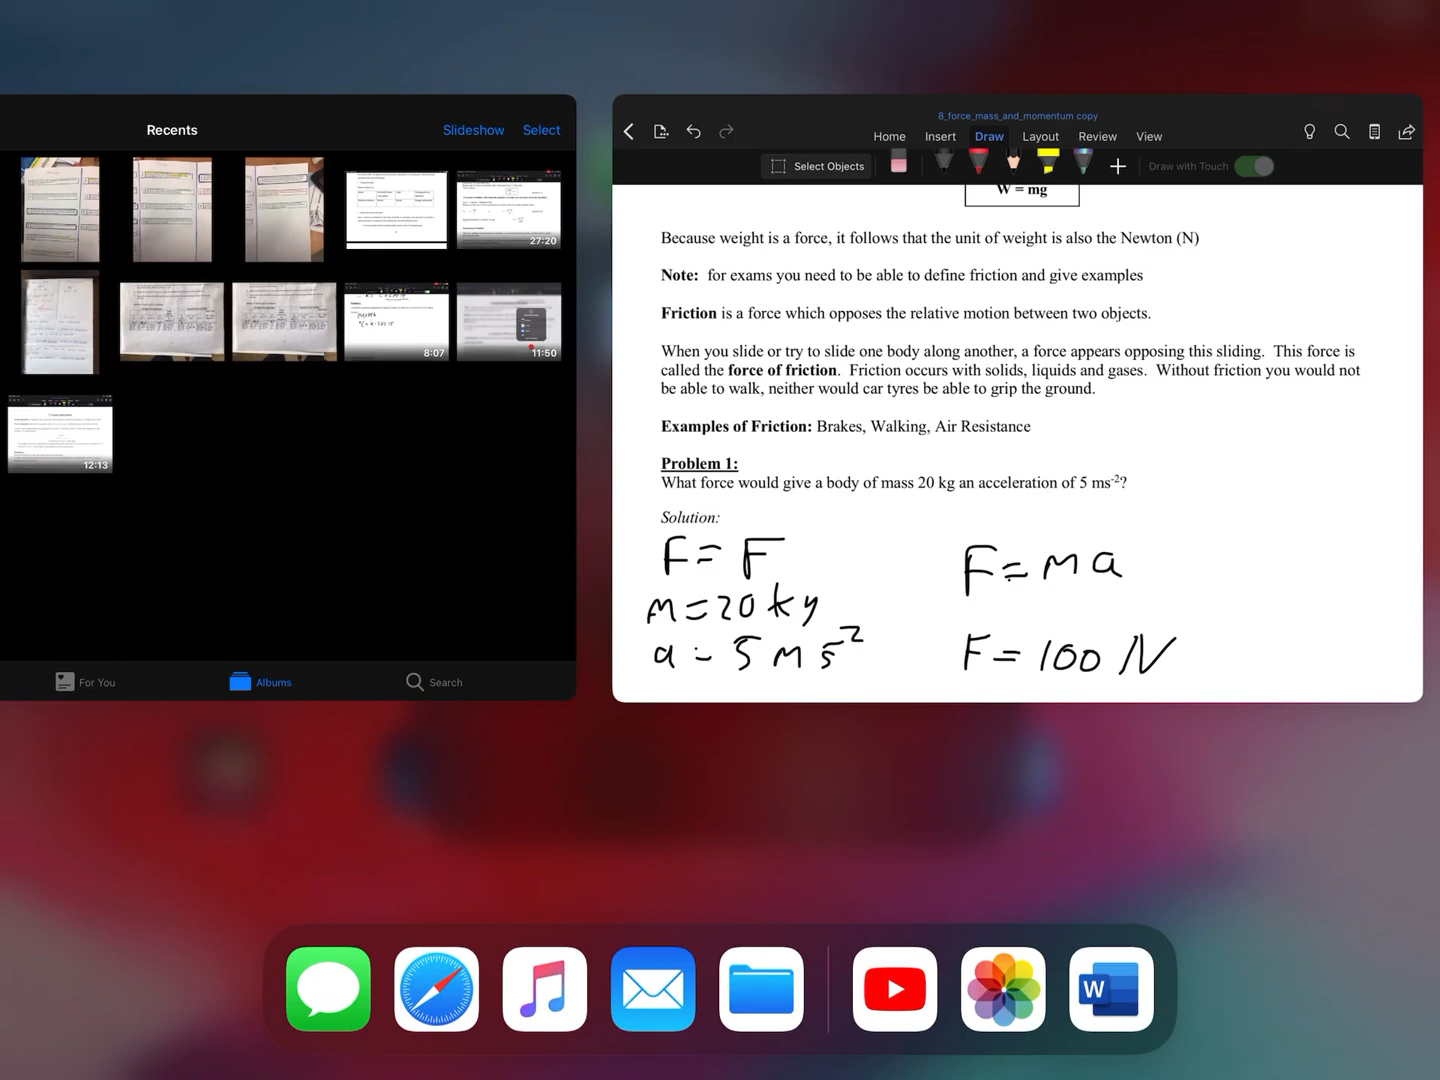 Recents
Slideshow
Select
27:20
8:07
11:50
12:13
For You
Albums
Search
8_force_mass_and_momentum copy
Home Insert Draw Layout Review View
Select Objects
Draw with Touch
W = mg
Because weight is a force, it follows that the unit of weight is also the Newton (N)
Note: for exams you need to be able to define friction and give examples
Friction is a force which opposes the relative motion between two objects.
When you slide or try to slide one body along another, a force appears opposing this sliding. This force is
called the force of friction. Friction occurs with solids, liquids and gases. Without friction you would not
be able to walk, neither would car tyres be able to grip the ground.
Examples of Friction: Brakes, Walking, Air Resistance
Problem 1:
What force would give a body of mass 20 kg an acceleration of 5 ms⁻²?
Solution:
F = F
m = 20 kg
a = 5 m s⁻²
F = ma
F = 100 N
W